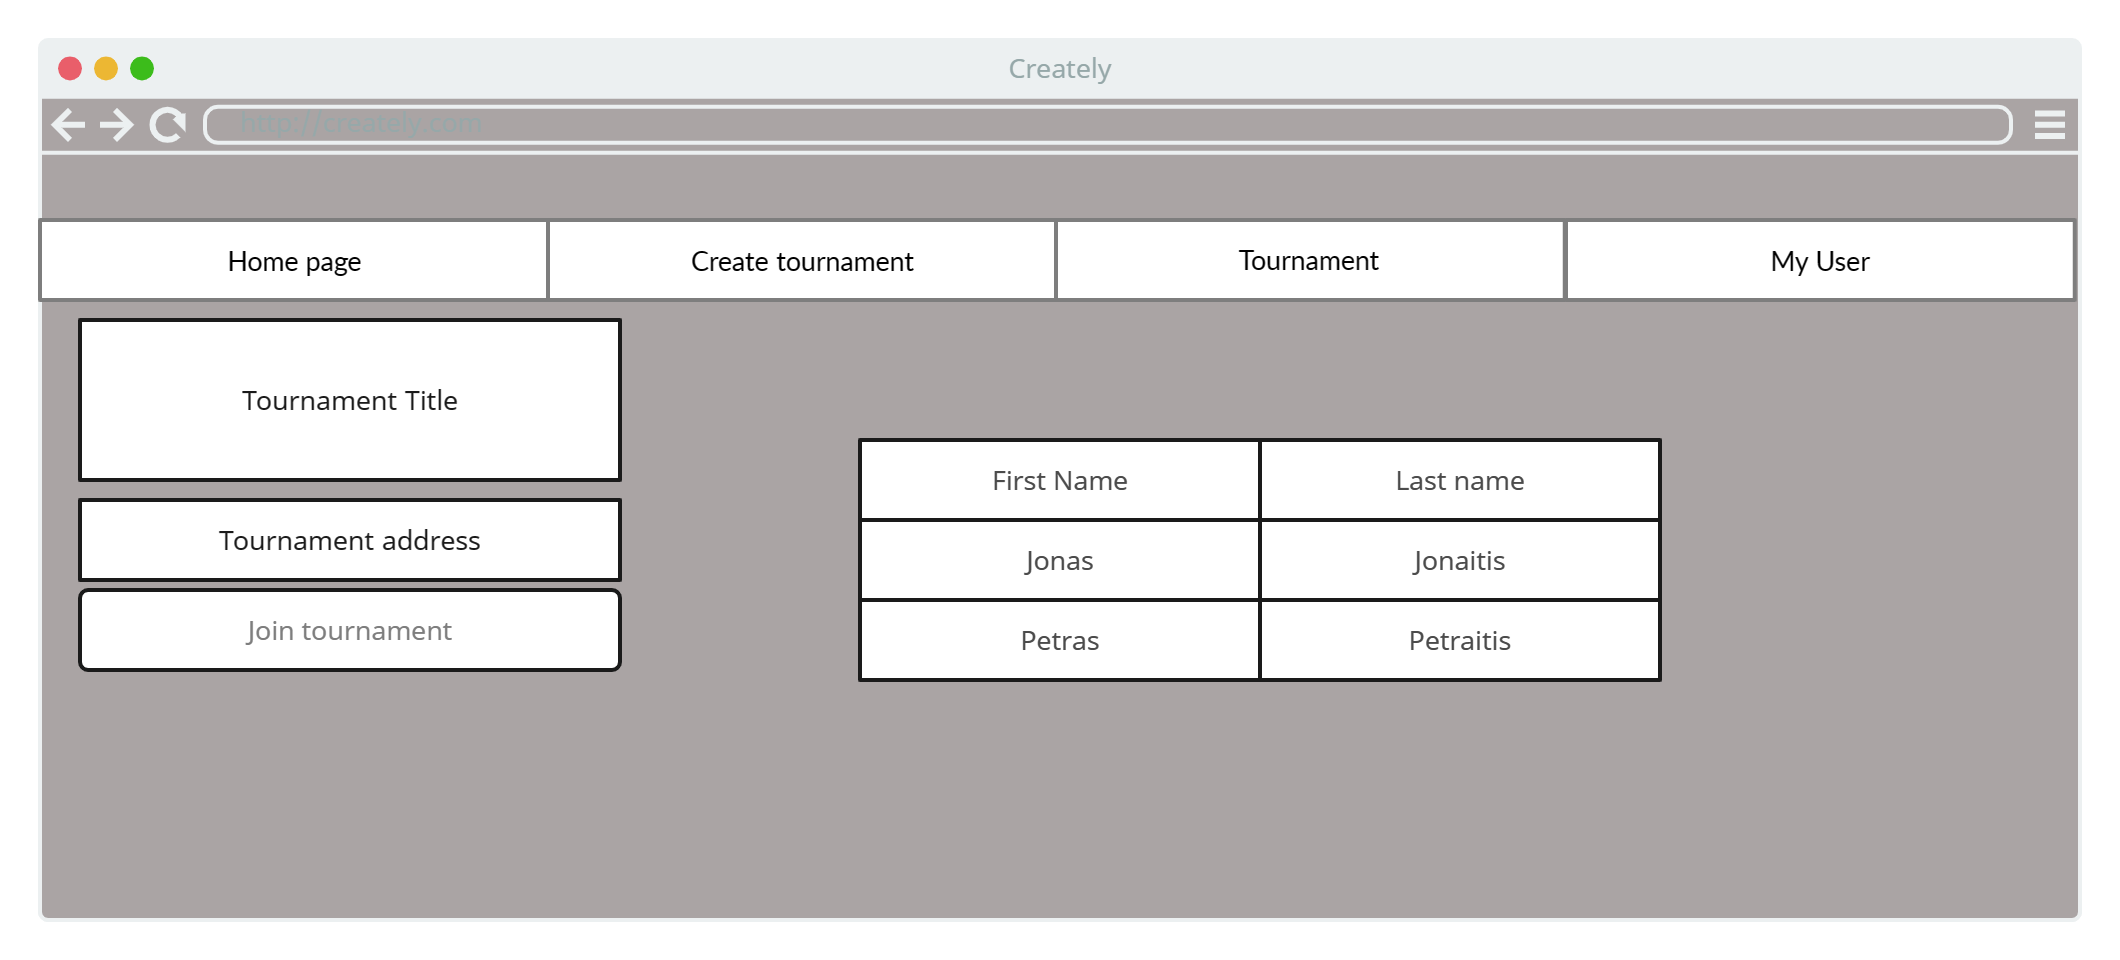 Creately
http://creately.com
Home page
Create tournament
Tournament
My User
Tournament Title
Tournament address
Join tournament
First Name
Last name
Jonas
Jonaitis
Petras
Petraitis